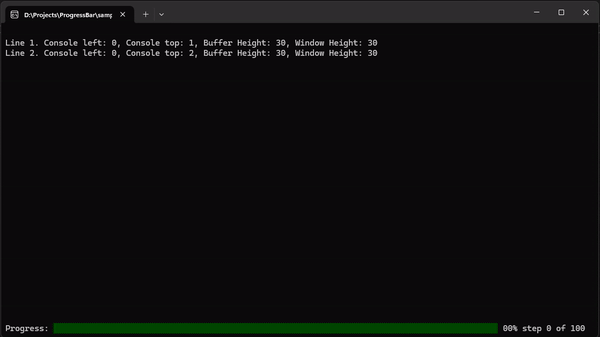 D:\Projects\ProgressBar\samp
Line 1. Console left: 0, Console top: 1, Buffer Height: 30, Window Height: 30
Line 2. Console left: 0, Console top: 2, Buffer Height: 30, Window Height: 30
Progress: 00% step 0 of 100